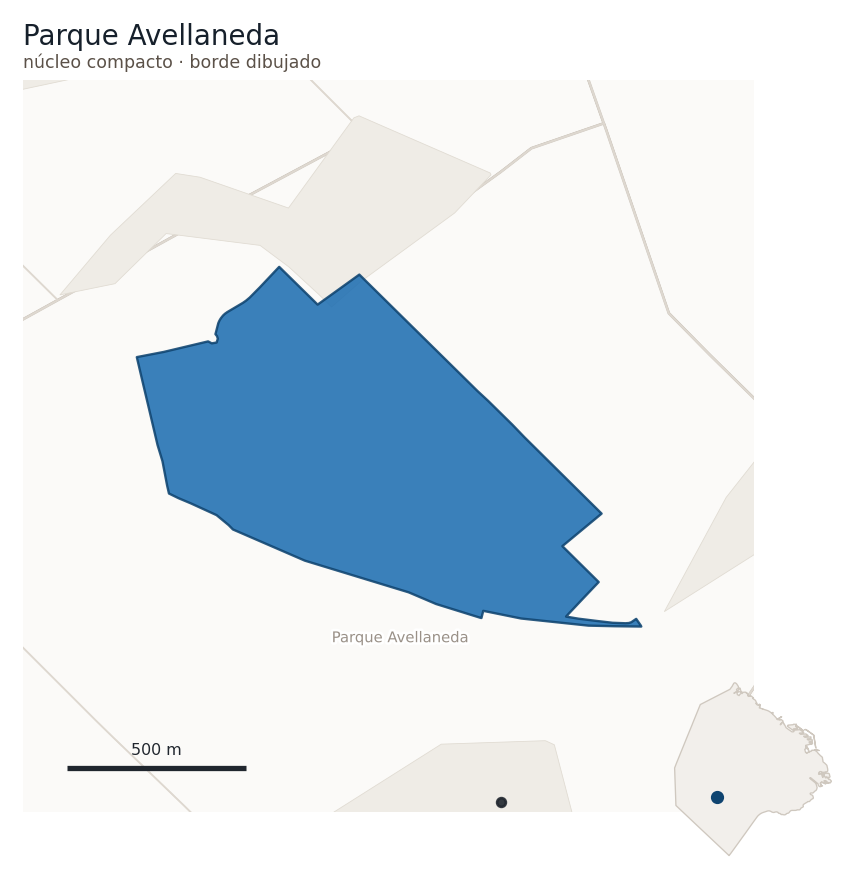 Parque Avellaneda
núcleo compacto · borde dibujado
Parque Avellaneda
500 m